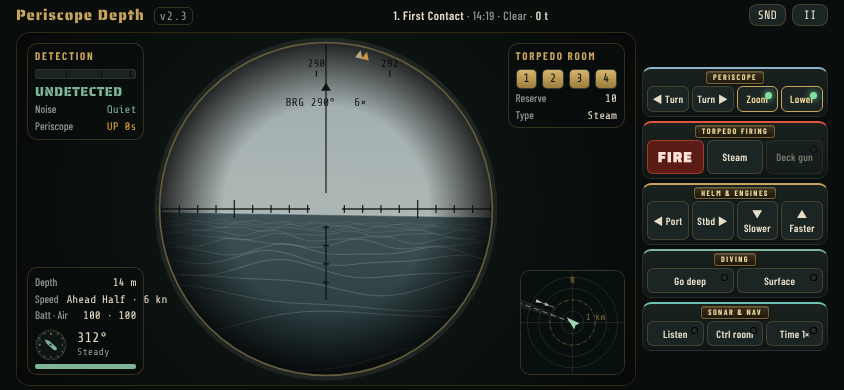 Periscope Depth v2.3
1. First Contact · 14:19 · Clear · 0 t
SND II
DETECTION
UNDETECTED
Noise Quiet
Periscope UP 0s
290 292
BRG 290° 6×
TORPEDO ROOM
1 2 3 4
Reserve 10
Type Steam
PERISCOPE
◀ Turn Turn ▶ Zoom Lower
TORPEDO FIRING
FIRE Steam Deck gun
HELM & ENGINES
◀ Port Stbd ▶ ▼ Slower ▲ Faster
DIVING
Go deep Surface
SONAR & NAV
Listen Ctrl room Time 1×
Depth 14 m
Speed Ahead Half · 6 kn
Batt · Air 100 · 100
312°
Steady
N
1 km